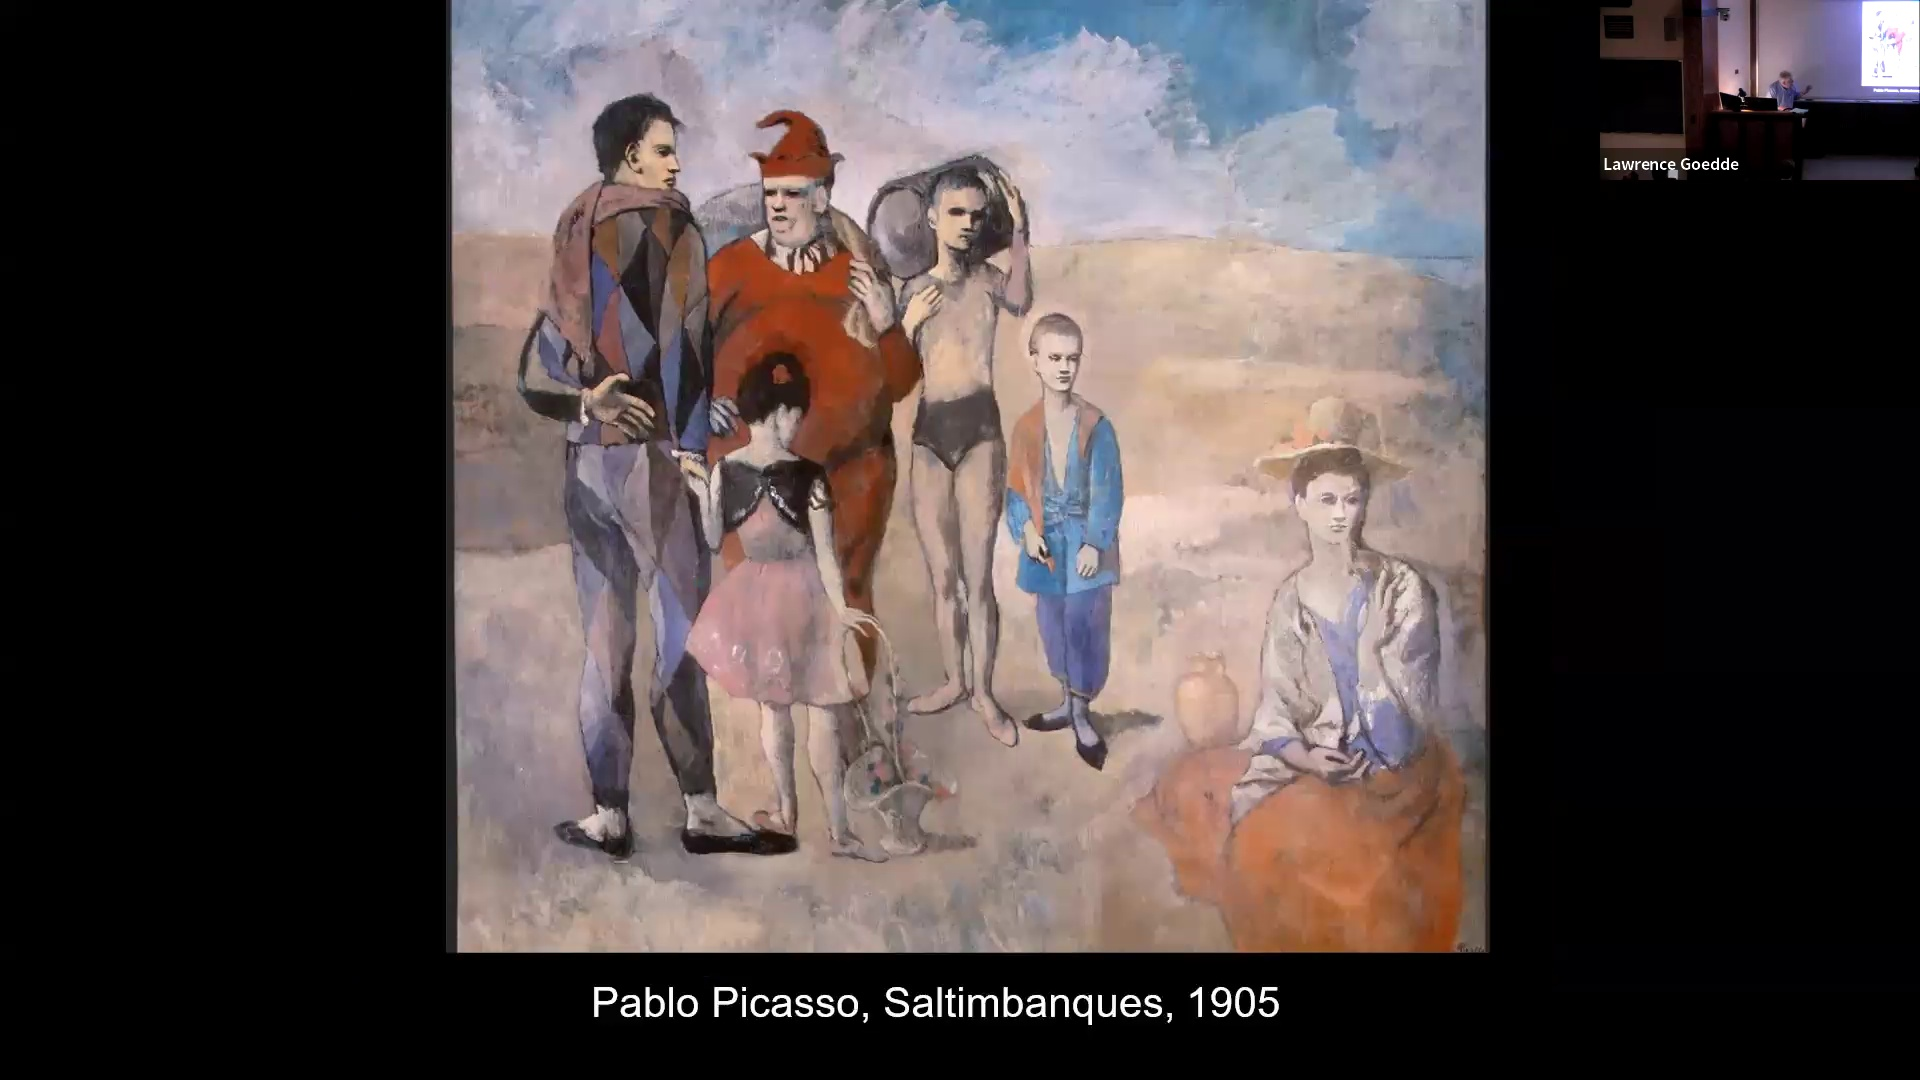 Lawrence Goedde
Pablo Picasso, Saltimbanques, 1905